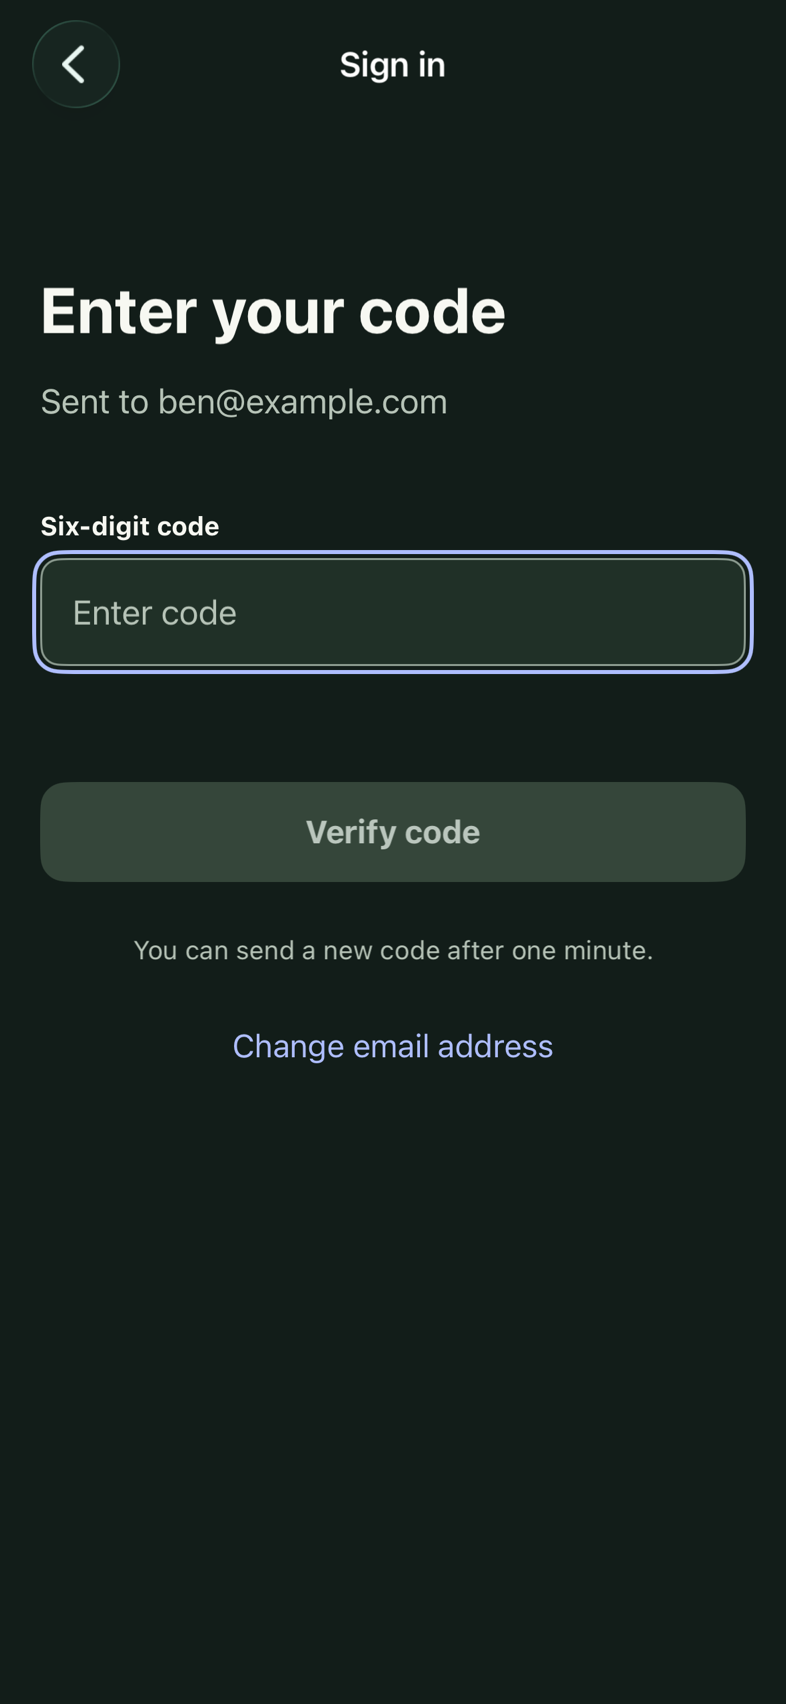 Sign in
Enter your code
Sent to ben@example.com
Six-digit code
Enter code
Verify code
You can send a new code after one minute.
Change email address